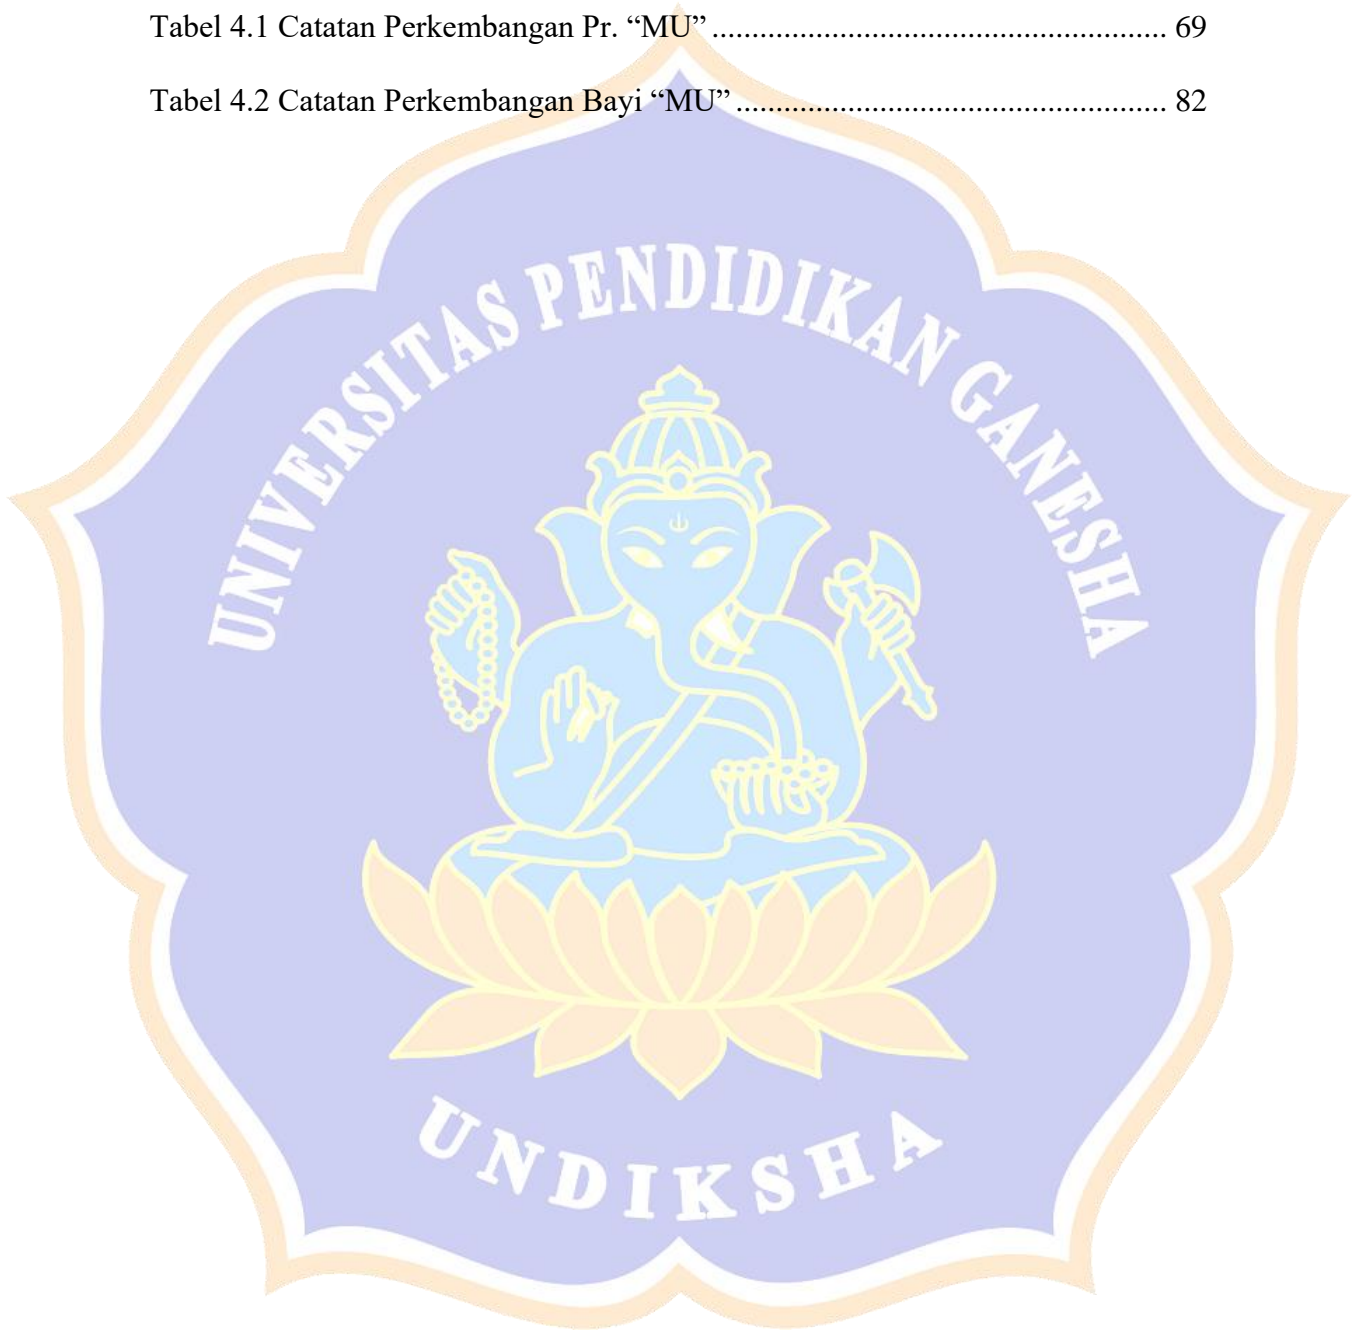 Tabel 4.1 Catatan Perkembangan Pr. “MU” ......................................................... 69
Tabel 4.2 Catatan Perkembangan Bayi “MU” ...................................................... 82
UNIVERSITAS PENDIDIKAN GANESHA
UNDIKSHA